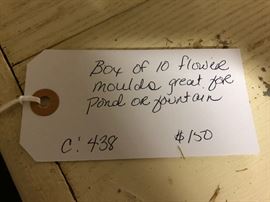 Box of 10 flower
moulds great for
pond or fountain
C: 438 $150